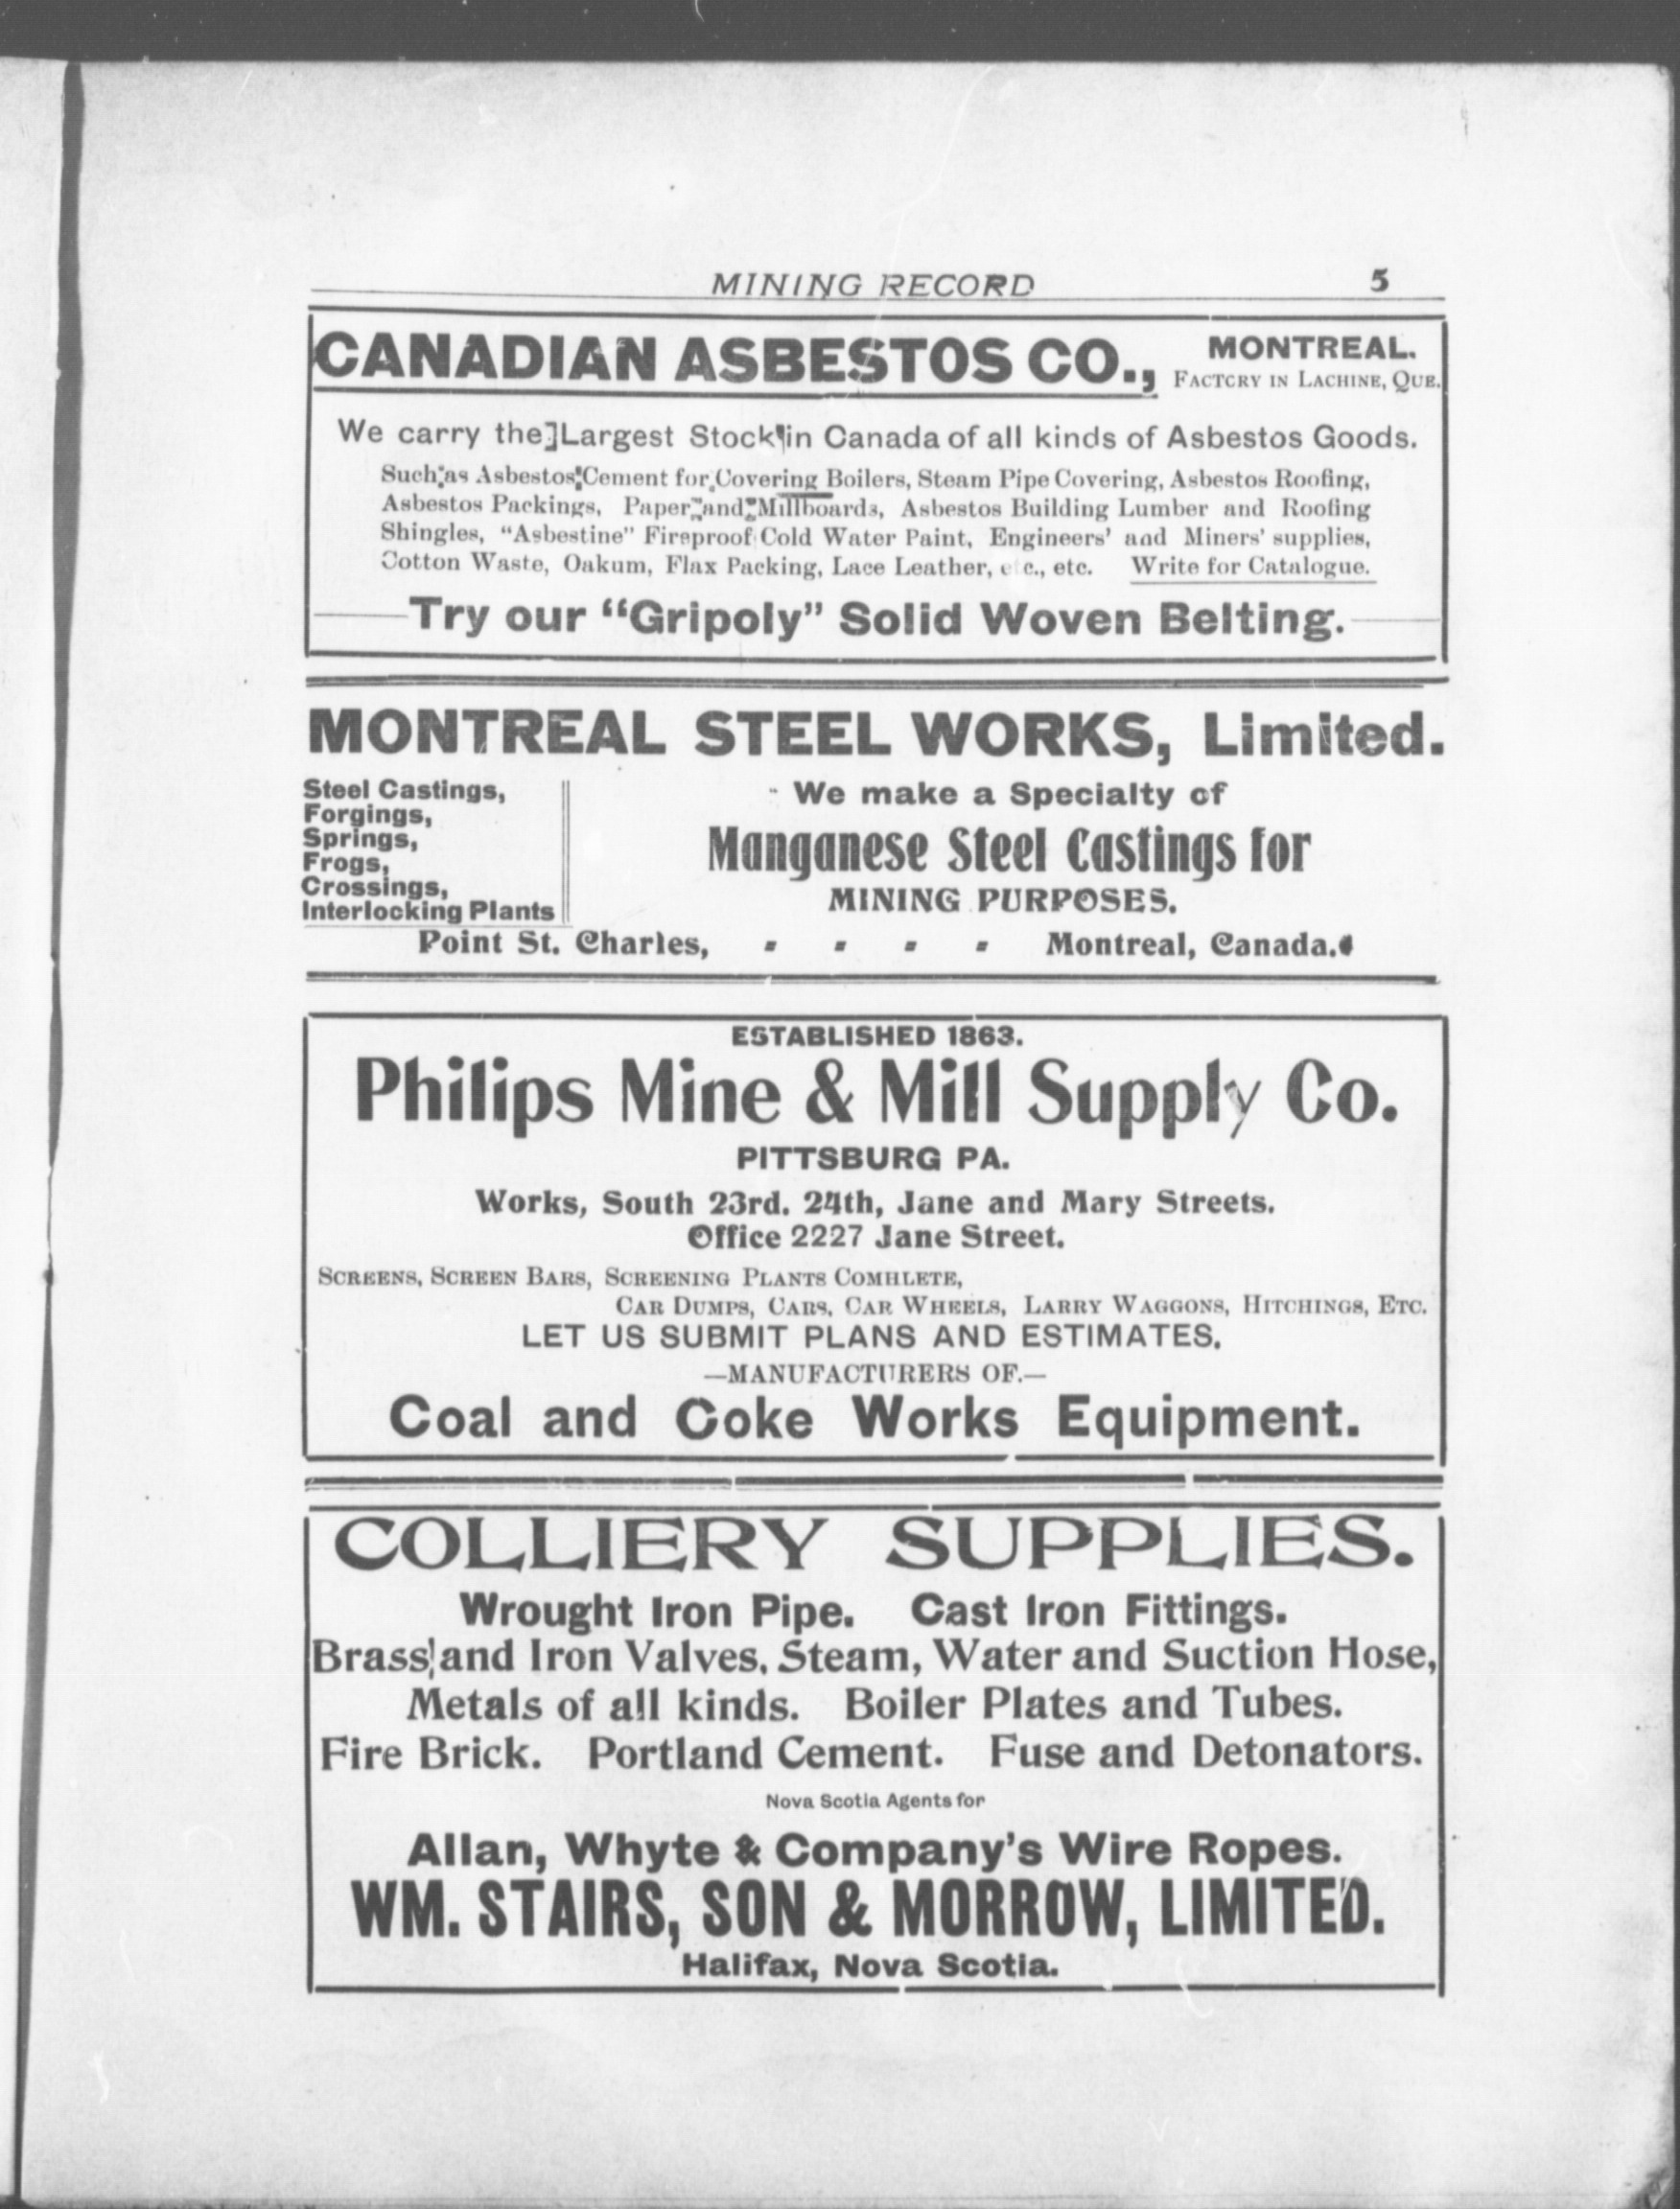 MINING RECORD 5
CANADIAN ASBESTOS CO., MONTREAL.
FACTCRY IN LACHINE, QUE.
We carry the]Largest Stock in Canada of all kinds of Asbestos Goods.
Such as Asbestos Cement for Covering Boilers, Steam Pipe Covering, Asbestos Roofing,
Asbestos Packings, Paper and Millboards, Asbestos Building Lumber and Roofing
Shingles, "Asbestine" Fireproof Cold Water Paint, Engineers' and Miners' supplies,
Cotton Waste, Oakum, Flax Packing, Lace Leather, etc., etc. Write for Catalogue.
Try our "Gripoly" Solid Woven Belting.
MONTREAL STEEL WORKS, Limited.
Steel Castings,
Forgings,
Springs,
Frogs,
Crossings,
Interlocking Plants
We make a Specialty of
Manganese Steel Castings for
MINING PURPOSES.
Point St. Charles, - - - - Montreal, Canada.
ESTABLISHED 1863.
Philips Mine & Mill Supply Co.
PITTSBURG PA.
Works, South 23rd. 24th, Jane and Mary Streets.
Office 2227 Jane Street.
SCREENS, SCREEN BARS, SCREENING PLANTS COMHLETE,
CAR DUMPS, CARS, CAR WHEELS, LARRY WAGGONS, HITCHINGS, ETC.
LET US SUBMIT PLANS AND ESTIMATES.
—MANUFACTURERS OF.—
Coal and Coke Works Equipment.
COLLIERY SUPPLIES.
Wrought Iron Pipe. Cast Iron Fittings.
Brass and Iron Valves. Steam, Water and Suction Hose,
Metals of all kinds. Boiler Plates and Tubes.
Fire Brick. Portland Cement. Fuse and Detonators.
Nova Scotia Agents for
Allan, Whyte & Company's Wire Ropes.
WM. STAIRS, SON & MORROW, LIMITED.
Halifax, Nova Scotia.